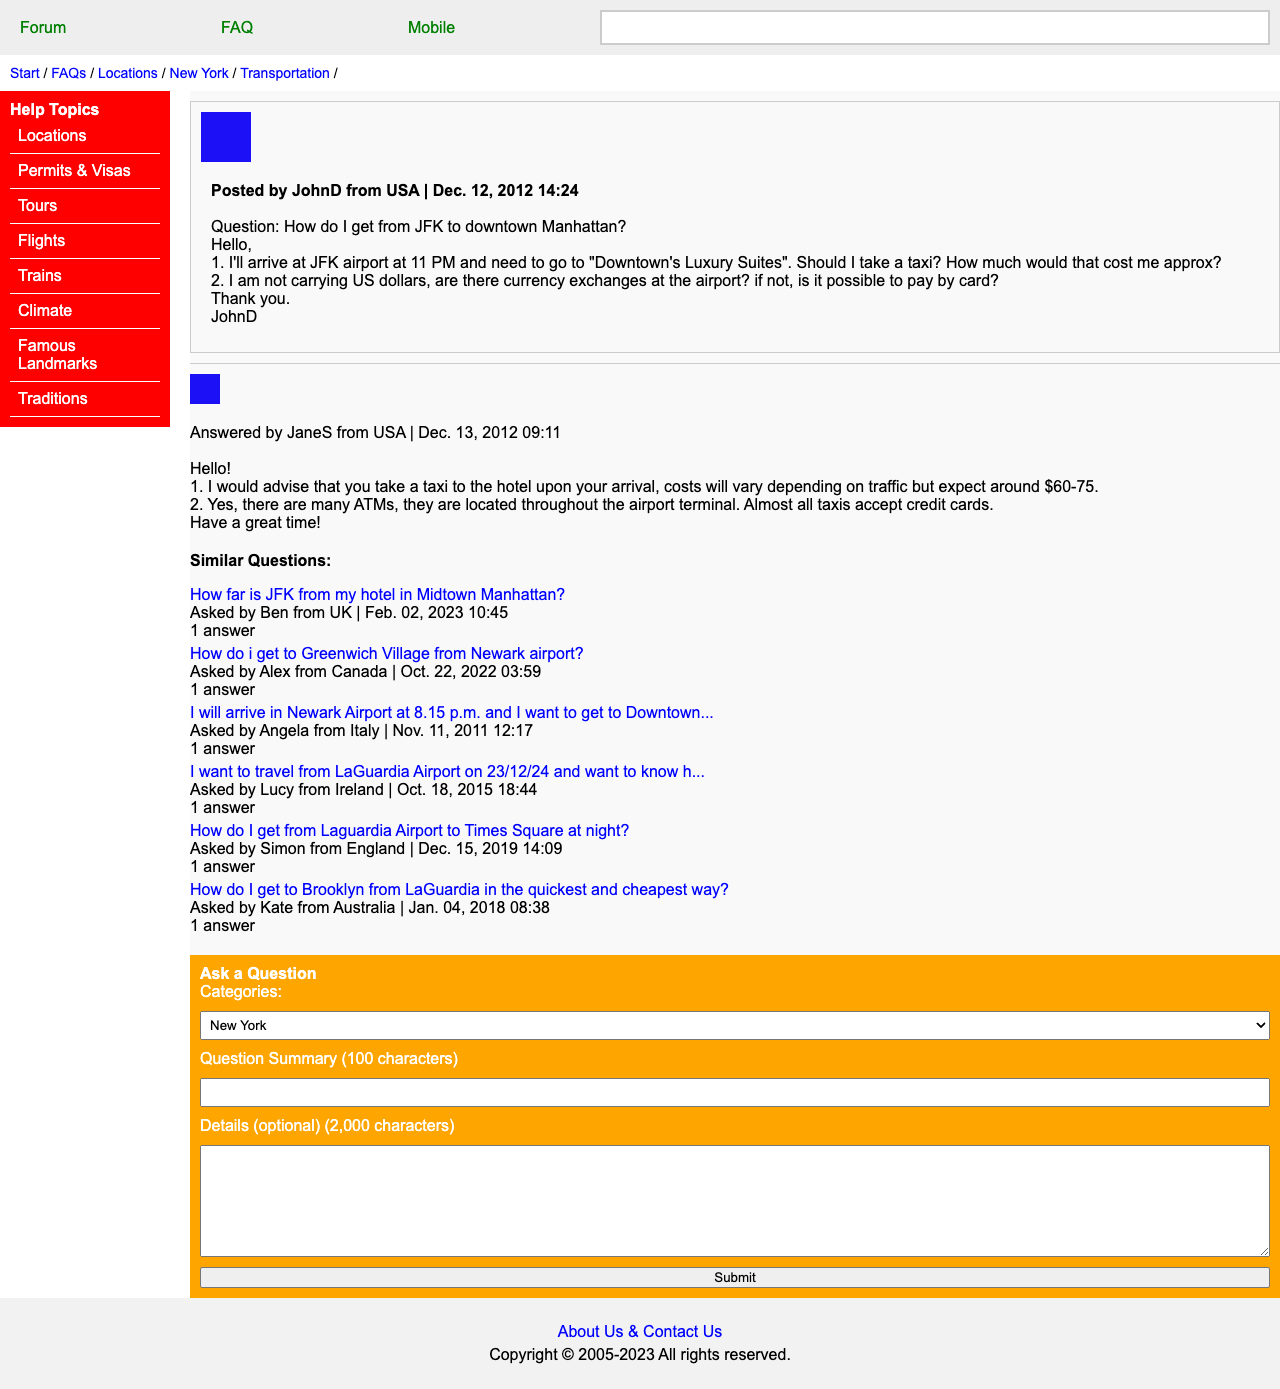 Forum FAQ Mobile
Start / FAQs / Locations / New York / Transportation /
Help Topics
Locations
Permits & Visas
Tours
Flights
Trains
Climate
Famous
Landmarks
Traditions
Posted by JohnD from USA | Dec. 12, 2012 14:24
Question: How do I get from JFK to downtown Manhattan?
Hello,
1. I'll arrive at JFK airport at 11 PM and need to go to "Downtown's Luxury Suites". Should I take a taxi? How much would that cost me approx?
2. I am not carrying US dollars, are there currency exchanges at the airport? if not, is it possible to pay by card?
Thank you.
JohnD
Answered by JaneS from USA | Dec. 13, 2012 09:11
Hello!
1. I would advise that you take a taxi to the hotel upon your arrival, costs will vary depending on traffic but expect around $60-75.
2. Yes, there are many ATMs, they are located throughout the airport terminal. Almost all taxis accept credit cards.
Have a great time!
Similar Questions:
How far is JFK from my hotel in Midtown Manhattan?
Asked by Ben from UK | Feb. 02, 2023 10:45
1 answer
How do i get to Greenwich Village from Newark airport?
Asked by Alex from Canada | Oct. 22, 2022 03:59
1 answer
I will arrive in Newark Airport at 8.15 p.m. and I want to get to Downtown...
Asked by Angela from Italy | Nov. 11, 2011 12:17
1 answer
I want to travel from LaGuardia Airport on 23/12/24 and want to know h...
Asked by Lucy from Ireland | Oct. 18, 2015 18:44
1 answer
How do I get from Laguardia Airport to Times Square at night?
Asked by Simon from England | Dec. 15, 2019 14:09
1 answer
How do I get to Brooklyn from LaGuardia in the quickest and cheapest way?
Asked by Kate from Australia | Jan. 04, 2018 08:38
1 answer
Ask a Question
Categories:
New York
Question Summary (100 characters)
Details (optional) (2,000 characters)
Submit
About Us & Contact Us
Copyright © 2005-2023 All rights reserved.